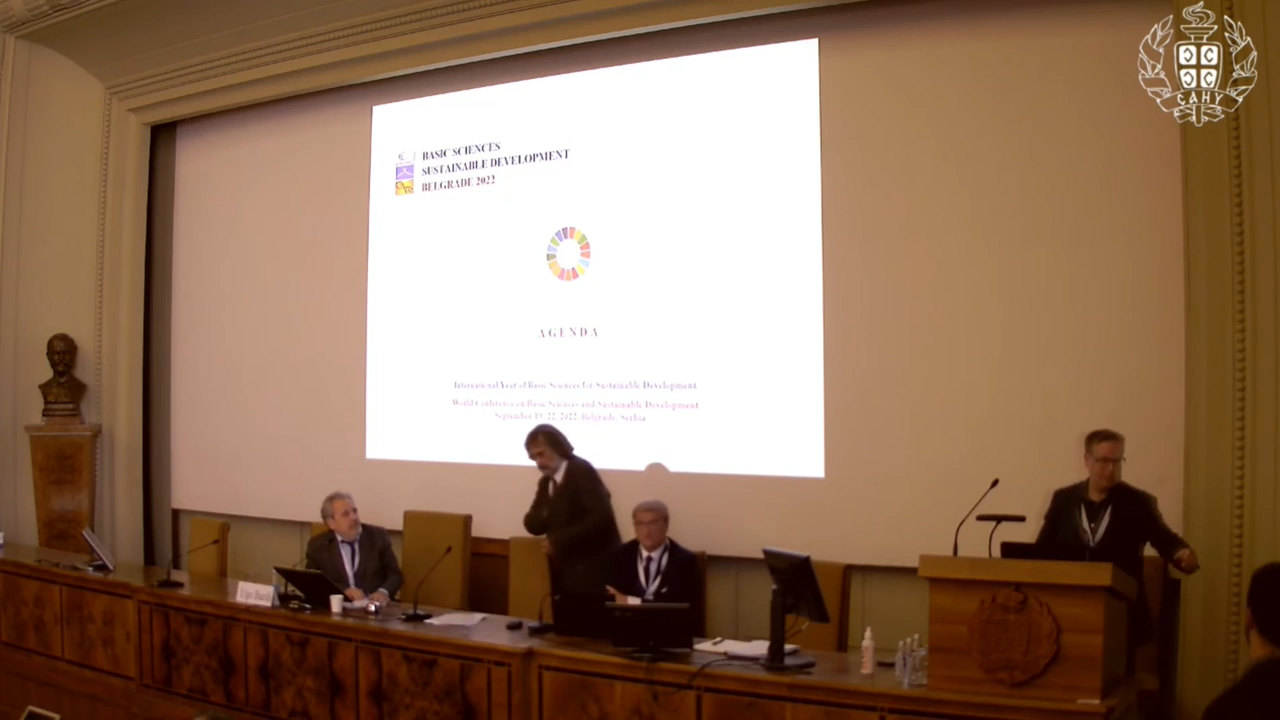 BASIC SCIENCES
SUSTAINABLE DEVELOPMENT
BELGRADE 2022
AGENDA
International Year of Basic Sciences for Sustainable Development
World Conference on Basic Sciences and Sustainable Development
September 19-22, 2022, Belgrade, Serbia
САНУ